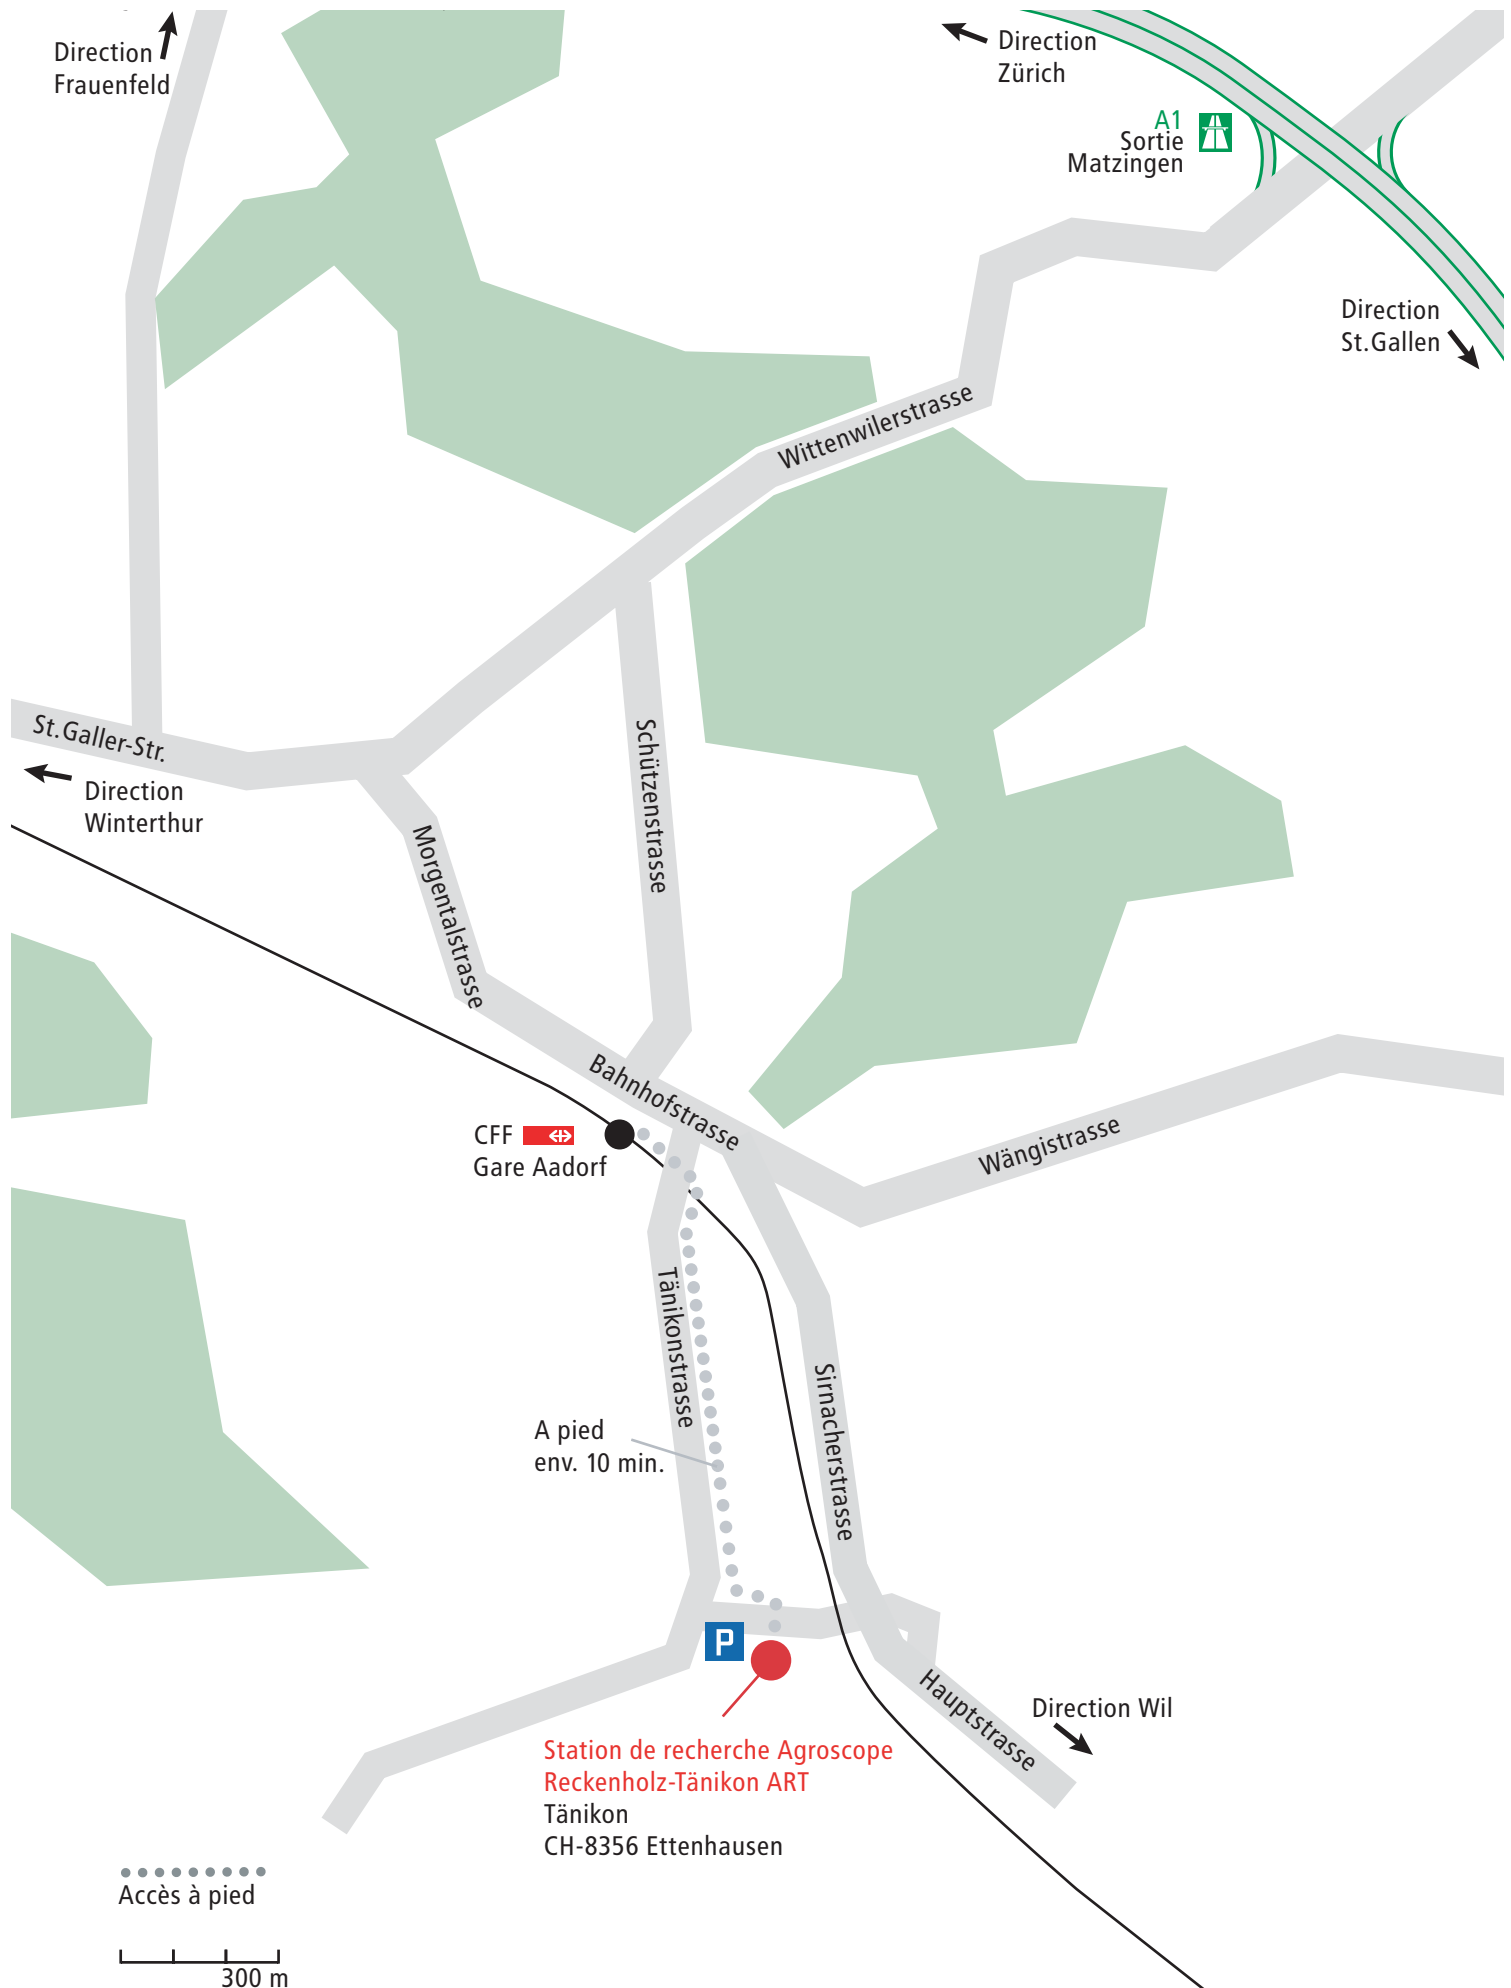 Direction
Frauenfeld
Direction
Zürich
A1
Sortie
Matzingen
Direction
St.Gallen
Wittenwilerstrasse
St.Galler-Str.
Direction
Winterthur
Schützenstrasse
Morgentalstrasse
Bahnhofstrasse
CFF
Gare Aadorf
Wängistrasse
Tänikonstrasse
Sirnacherstrasse
A pied
env. 10 min.
P
Hauptstrasse
Direction Wil
Station de recherche Agroscope
Reckenholz-Tänikon ART
Tänikon
CH-8356 Ettenhausen
Accès à pied
300 m